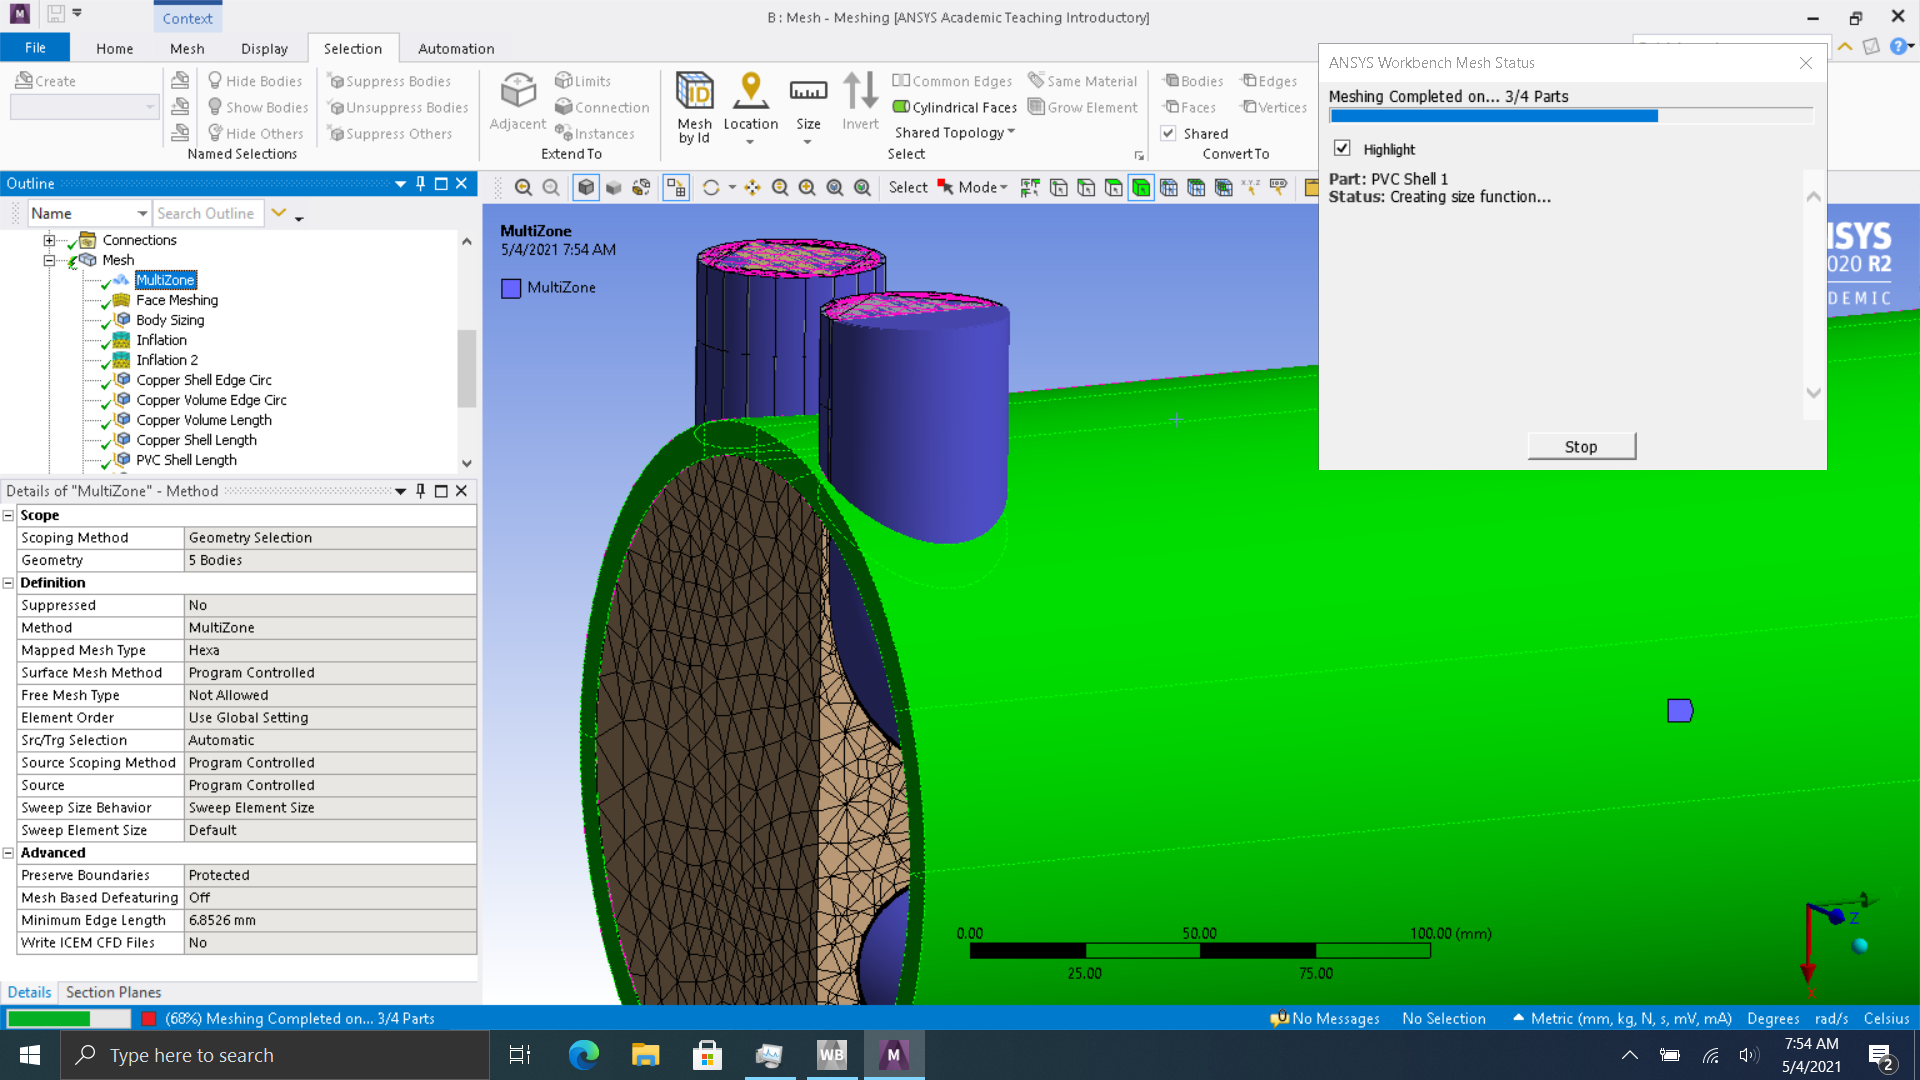 M
Context
B : Mesh - Meshing [ANSYS Academic Teaching Introductory]
File
Home
Mesh
Display
Selection
Automation
Create
Hide Bodies
Show Bodies
Hide Others
Named Selections
Suppress Bodies
Unsuppress Bodies
Suppress Others
Adjacent
Limits
Connection
Instances
Extend To
ID
Mesh
by Id
Location
Size
Invert
Common Edges
Cylindrical Faces
Shared Topology
Same Material
Grow Element
Select
Bodies
Faces
Edges
Vertices
Shared
Convert To
ANSYS Workbench Mesh Status
Meshing Completed on... 3/4 Parts
Highlight
Part: PVC Shell 1
Status: Creating size function...
Stop
Outline
Name
Search Outline
Connections
Mesh
MultiZone
Face Meshing
Body Sizing
Inflation
Inflation 2
Copper Shell Edge Circ
Copper Volume Edge Circ
Copper Volume Length
Copper Shell Length
PVC Shell Length
Select
Mode
MultiZone
5/4/2021 7:54 AM
MultiZone
NSYS
2020 R2
DEMIC
Details of "MultiZone" - Method
Scope
Scoping Method Geometry Selection
Geometry 5 Bodies
Definition
Suppressed No
Method MultiZone
Mapped Mesh Type Hexa
Surface Mesh Method Program Controlled
Free Mesh Type Not Allowed
Element Order Use Global Setting
Src/Trg Selection Automatic
Source Scoping Method Program Controlled
Source Program Controlled
Sweep Size Behavior Sweep Element Size
Sweep Element Size Default
Advanced
Preserve Boundaries Protected
Mesh Based Defeaturing Off
Minimum Edge Length 6.8526 mm
Write ICEM CFD Files No
0.00 50.00 100.00 (mm)
25.00 75.00
Z
X
Details
Section Planes
(68%) Meshing Completed on... 3/4 Parts
0 No Messages
No Selection
Metric (mm, kg, N, s, mV, mA)
Degrees
rad/s
Celsius
Type here to search
WB
M
7:54 AM
5/4/2021
2